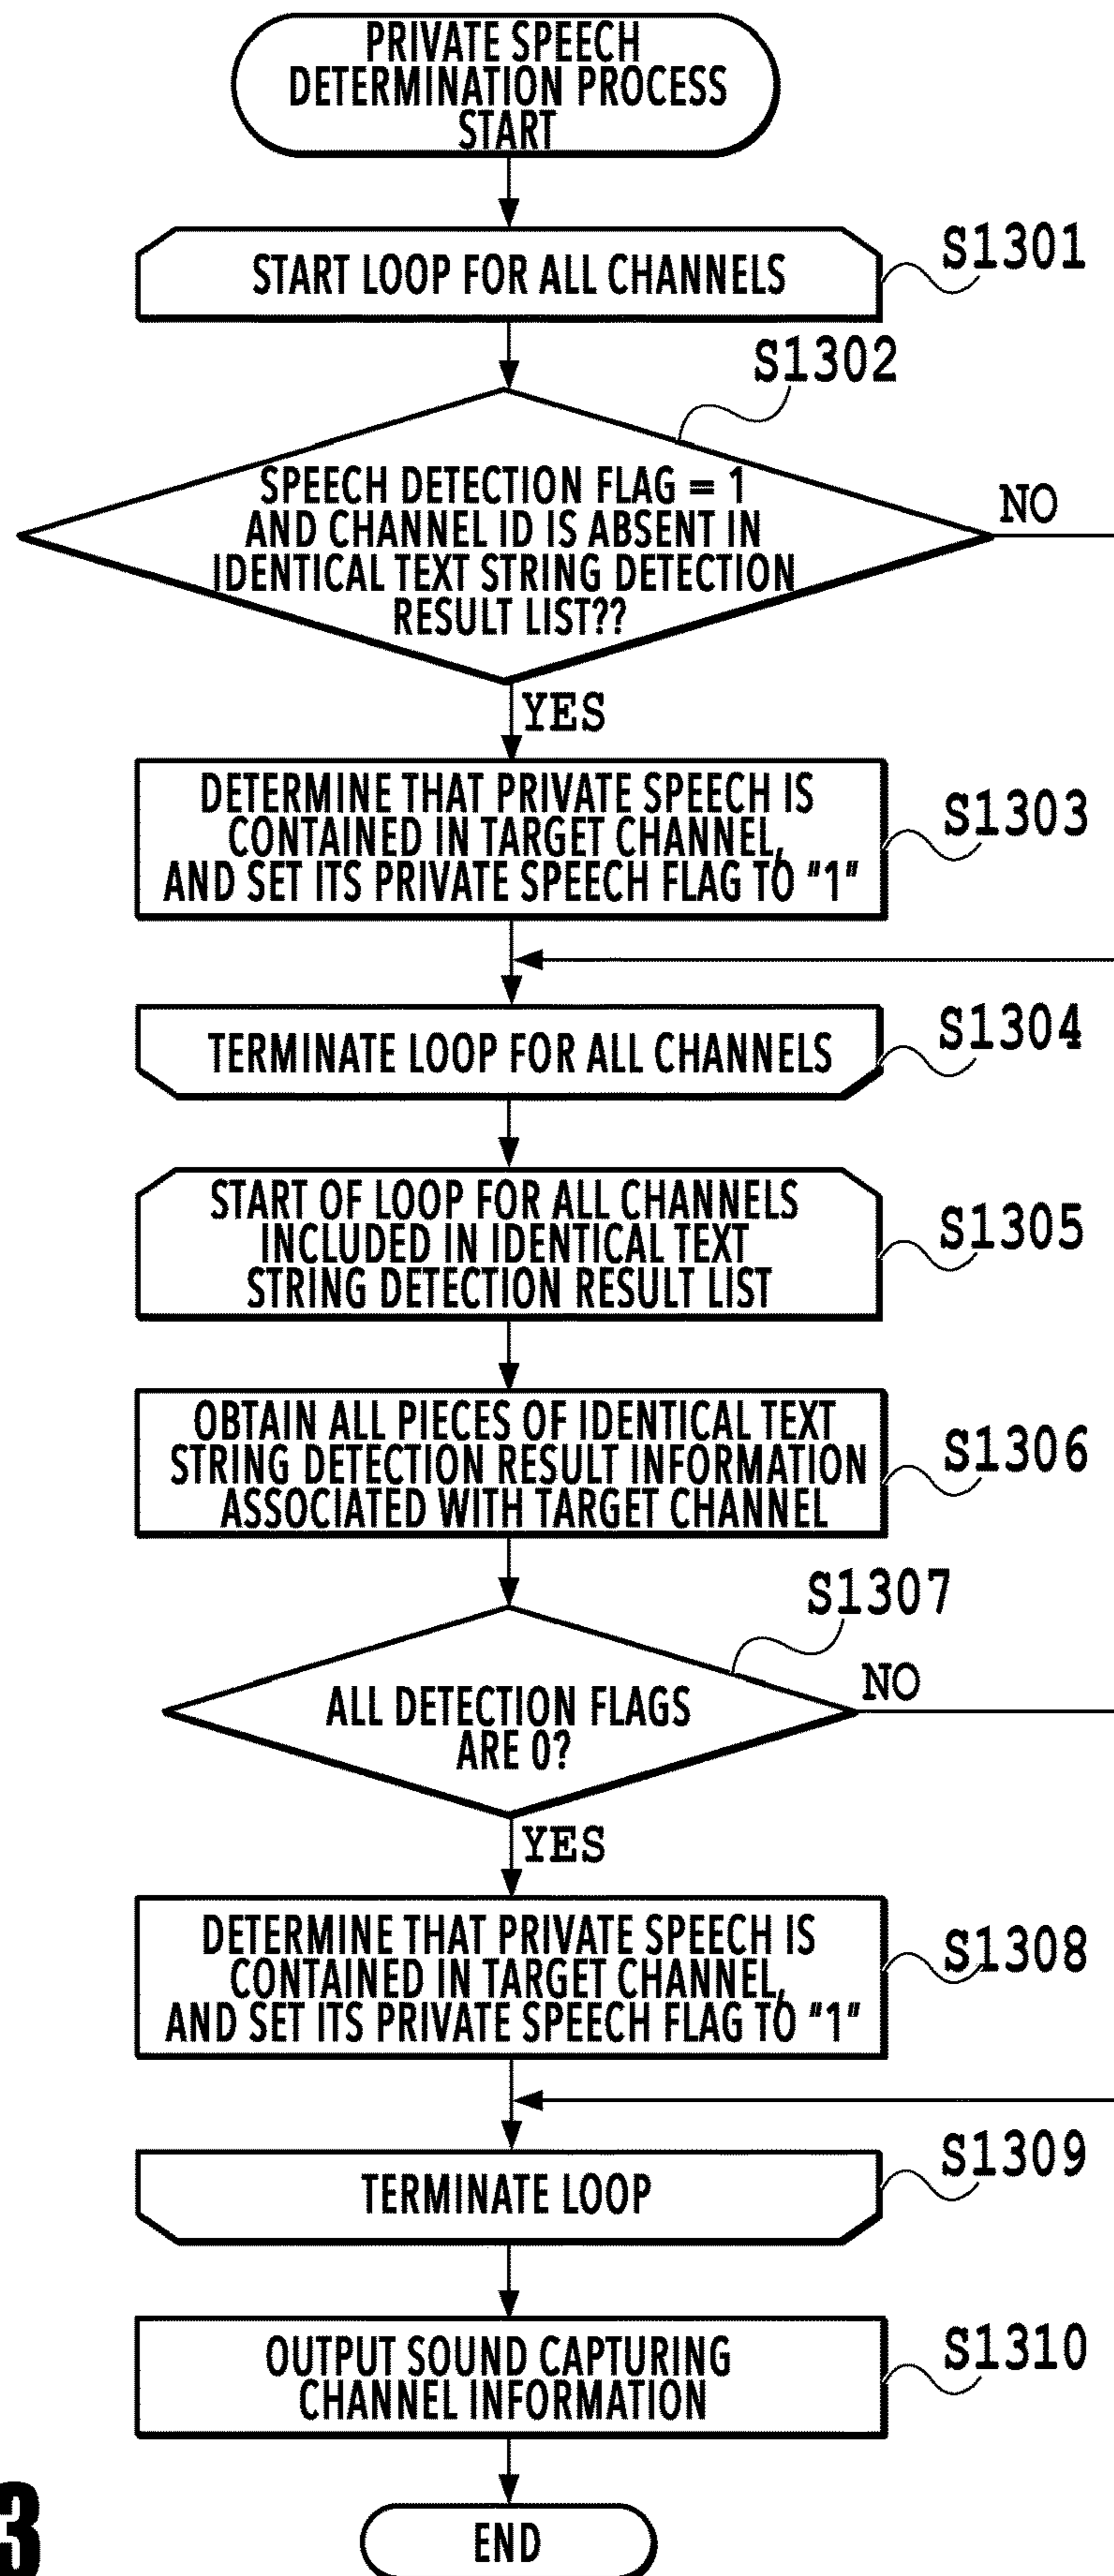 PRIVATE SPEECH
DETERMINATION PROCESS
START
START LOOP FOR ALL CHANNELS
S1301
S1302
SPEECH DETECTION FLAG = 1
AND CHANNEL ID IS ABSENT IN
IDENTICAL TEXT STRING DETECTION
RESULT LIST??
NO
YES
DETERMINE THAT PRIVATE SPEECH IS
CONTAINED IN TARGET CHANNEL,
AND SET ITS PRIVATE SPEECH FLAG TO "1"
S1303
TERMINATE LOOP FOR ALL CHANNELS
S1304
START OF LOOP FOR ALL CHANNELS
INCLUDED IN IDENTICAL TEXT
STRING DETECTION RESULT LIST
S1305
OBTAIN ALL PIECES OF IDENTICAL TEXT
STRING DETECTION RESULT INFORMATION
ASSOCIATED WITH TARGET CHANNEL
S1306
S1307
ALL DETECTION FLAGS
ARE 0?
NO
YES
DETERMINE THAT PRIVATE SPEECH IS
CONTAINED IN TARGET CHANNEL,
AND SET ITS PRIVATE SPEECH FLAG TO "1"
S1308
TERMINATE LOOP
S1309
OUTPUT SOUND CAPTURING
CHANNEL INFORMATION
S1310
3
END